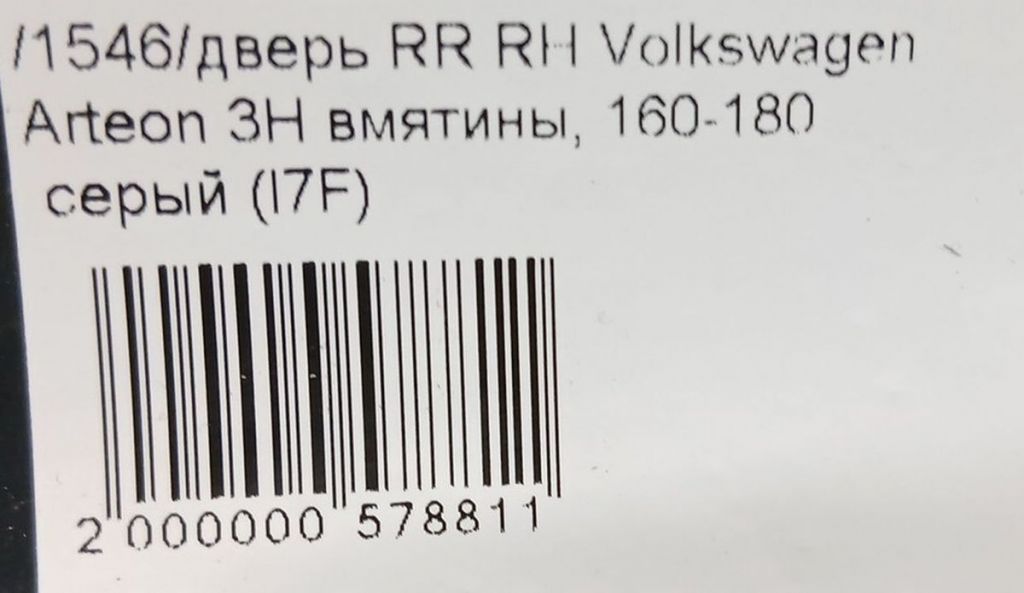 /1546/дверь RR RH Volkswagen
Arteon 3H вмятины, 160-180
серый (I7F)
2 000000 578811